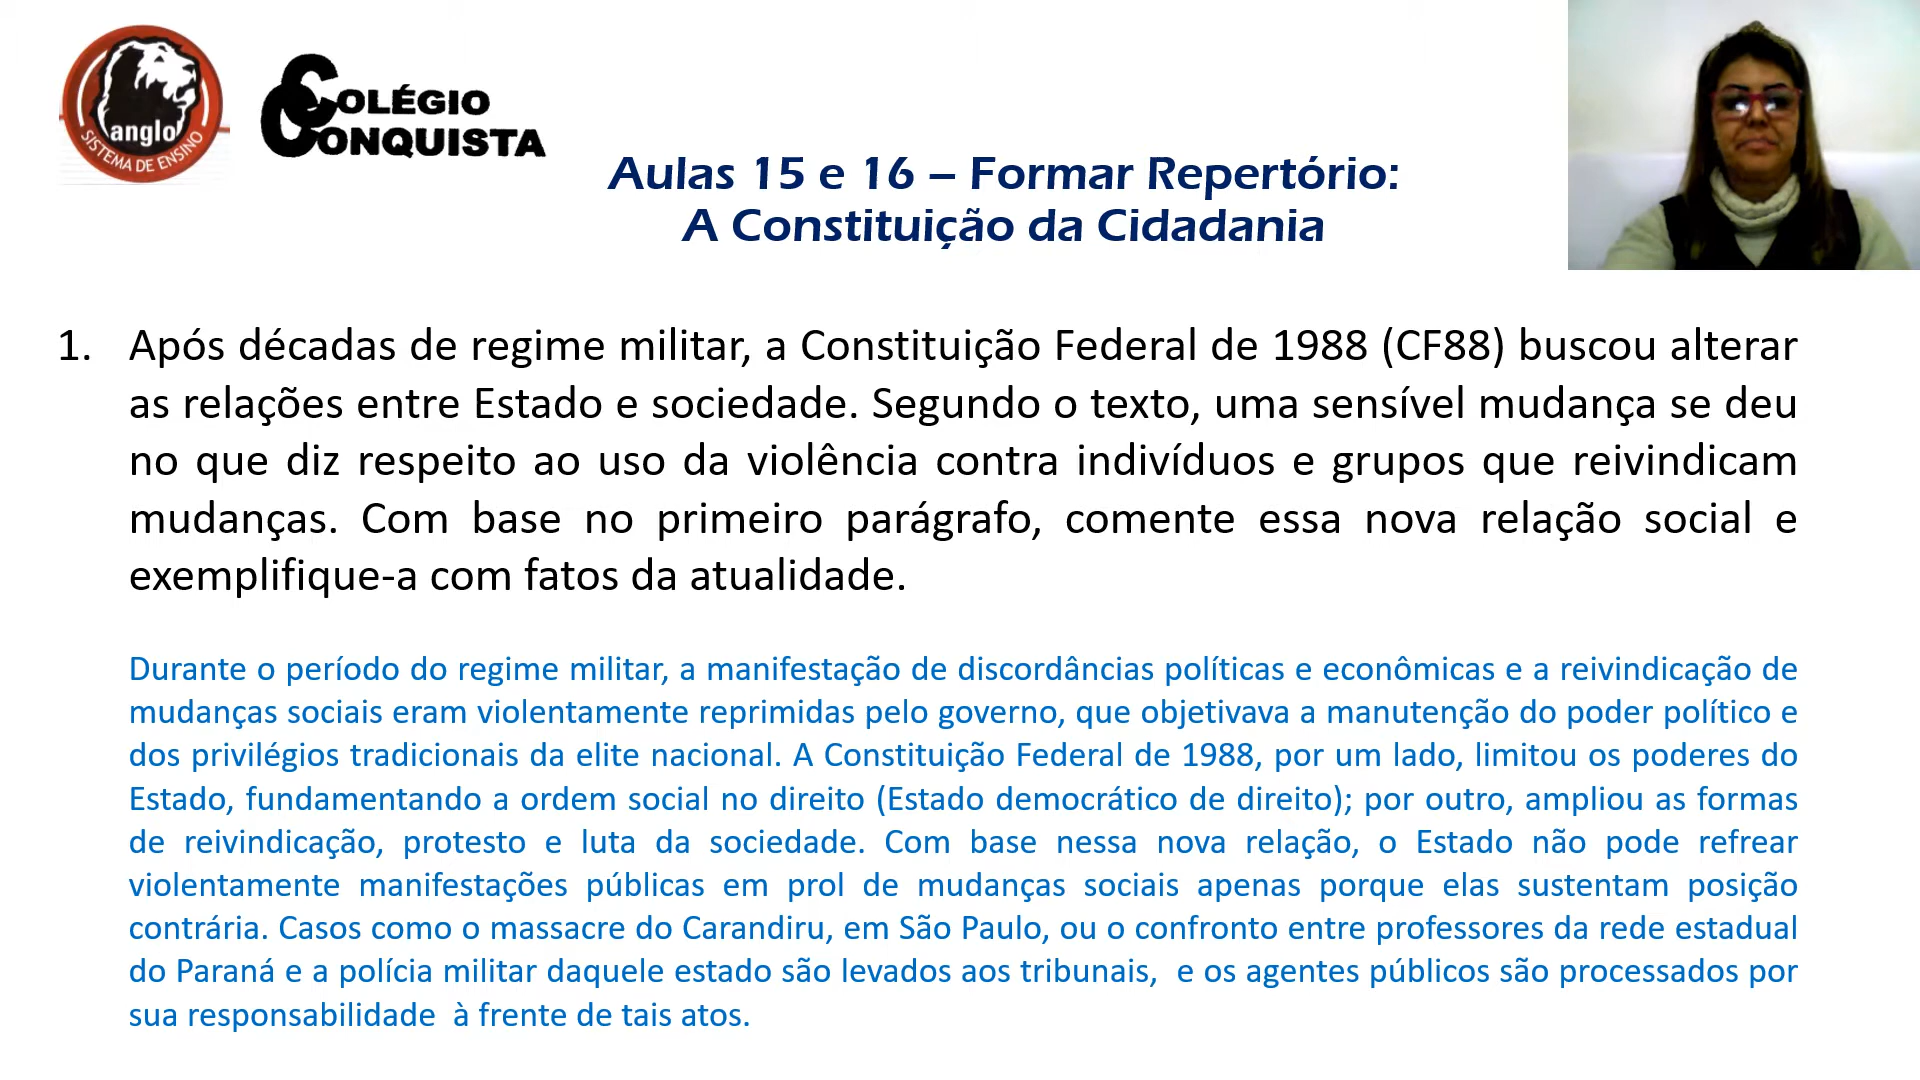 anglo
SISTEMA DE ENSINO
COLÉGIO
CONQUISTA
Aulas 15 e 16 – Formar Repertório:
A Constituição da Cidadania
1. Após décadas de regime militar, a Constituição Federal de 1988 (CF88) buscou alterar
as relações entre Estado e sociedade. Segundo o texto, uma sensível mudança se deu
no que diz respeito ao uso da violência contra indivíduos e grupos que reivindicam
mudanças. Com base no primeiro parágrafo, comente essa nova relação social e
exemplifique-a com fatos da atualidade.
Durante o período do regime militar, a manifestação de discordâncias políticas e econômicas e a reivindicação de
mudanças sociais eram violentamente reprimidas pelo governo, que objetivava a manutenção do poder político e
dos privilégios tradicionais da elite nacional. A Constituição Federal de 1988, por um lado, limitou os poderes do
Estado, fundamentando a ordem social no direito (Estado democrático de direito); por outro, ampliou as formas
de reivindicação, protesto e luta da sociedade. Com base nessa nova relação, o Estado não pode refrear
violentamente manifestações públicas em prol de mudanças sociais apenas porque elas sustentam posição
contrária. Casos como o massacre do Carandiru, em São Paulo, ou o confronto entre professores da rede estadual
do Paraná e a polícia militar daquele estado são levados aos tribunais, e os agentes públicos são processados por
sua responsabilidade à frente de tais atos.